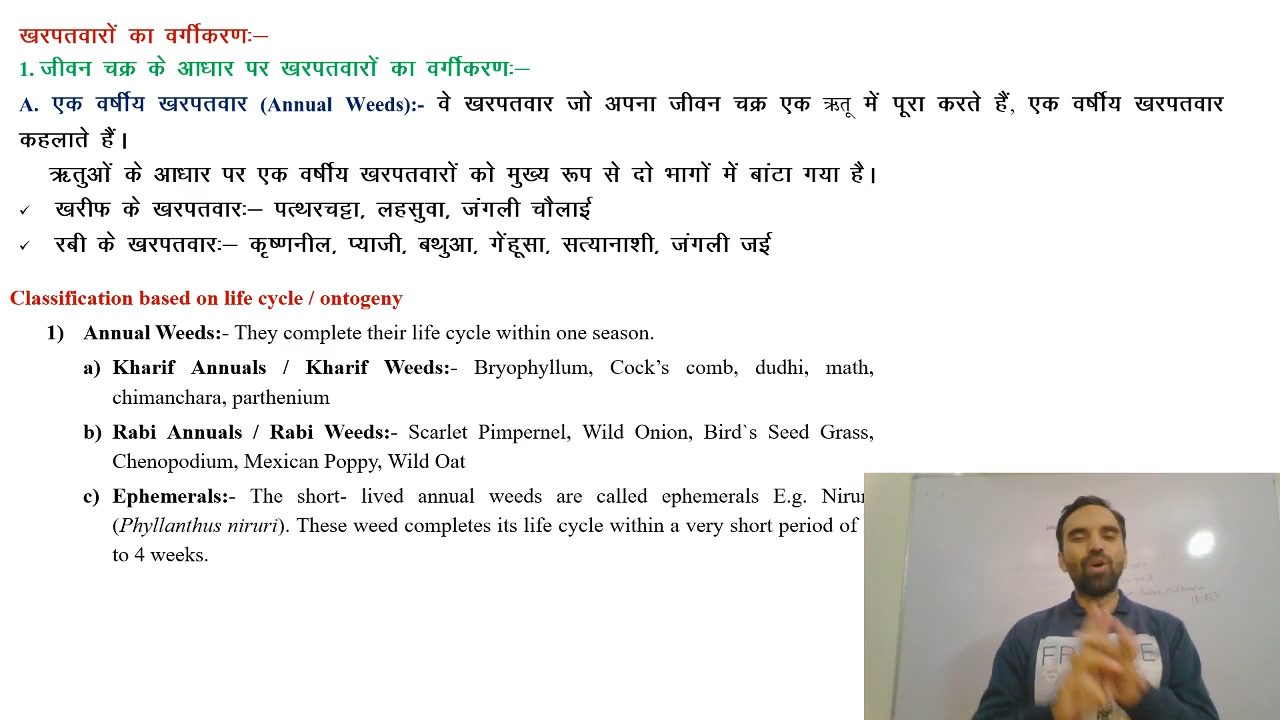 खरपतवारों का वर्गीकरणः–
1. जीवन चक्र के आधार पर खरपतवारों का वर्गीकरणः–
A. एक वर्षीय खरपतवार (Annual Weeds):- वे खरपतवार जो अपना जीवन चक्र एक ऋतू में पूरा करते हैं, एक वर्षीय खरपतवार
कहलाते हैं।
ऋतुओं के आधार पर एक वर्षीय खरपतवारों को मुख्य रूप से दो भागों में बांटा गया है।
✓ खरीफ के खरपतवारः– पत्थरचट्टा, लहसुवा, जंगली चौलाई
✓ रबी के खरपतवारः– कृष्णनील, प्याजी, बथुआ, गेंहूसा, सत्यानाशी, जंगली जई
Classification based on life cycle / ontogeny
1) Annual Weeds:- They complete their life cycle within one season.
a) Kharif Annuals / Kharif Weeds:- Bryophyllum, Cock’s comb, dudhi, math,
chimanchara, parthenium
b) Rabi Annuals / Rabi Weeds:- Scarlet Pimpernel, Wild Onion, Bird`s Seed Grass,
Chenopodium, Mexican Poppy, Wild Oat
c) Ephemerals:- The short- lived annual weeds are called ephemerals E.g.
(Phyllanthus niruri). These weed completes its life cycle within a very short period of
to 4 weeks.